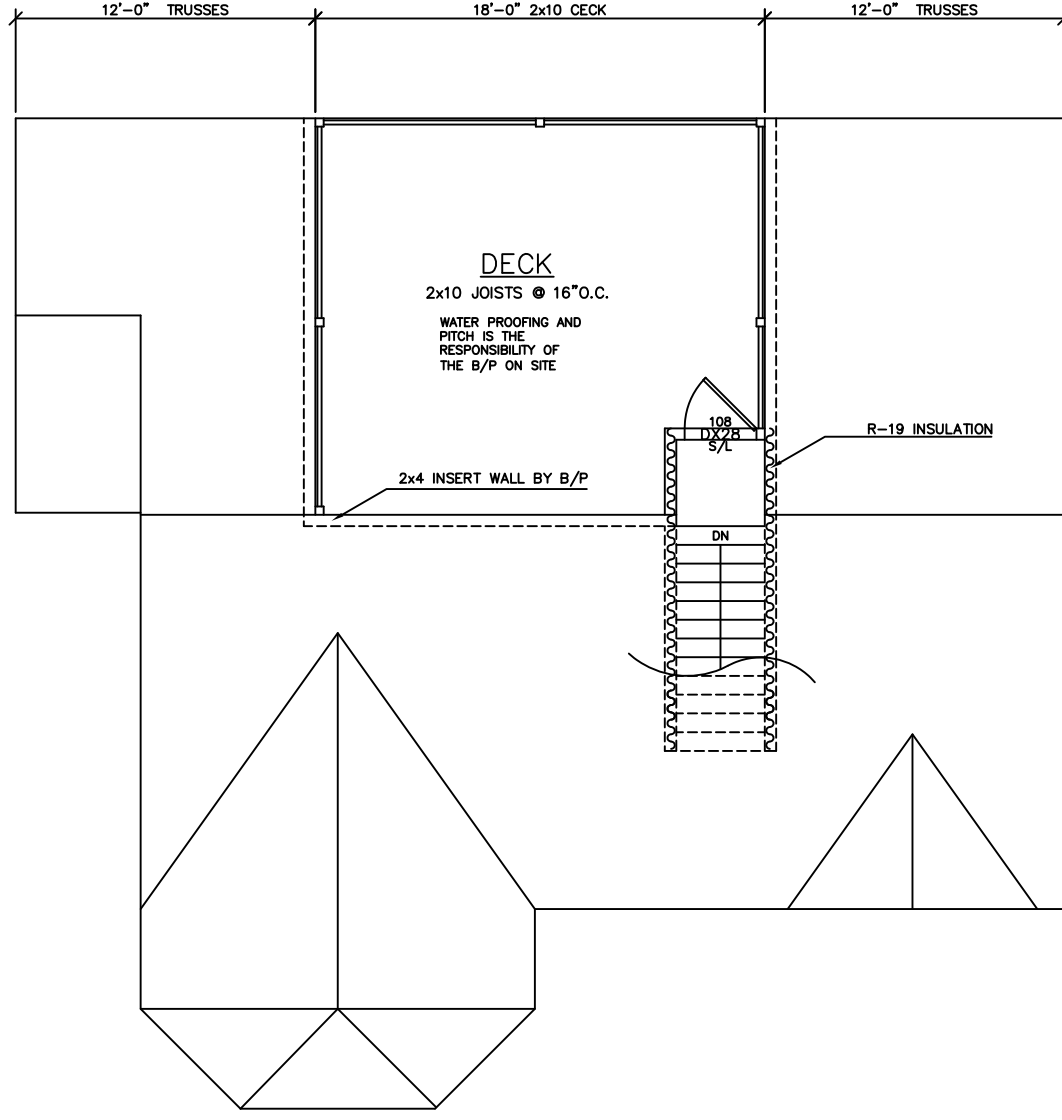 12'-0" TRUSSES
18'-0" 2x10 CECK
12'-0" TRUSSES
DECK
2x10 JOISTS @ 16"O.C.
WATER PROOFING AND
PITCH IS THE
RESPONSIBILITY OF
THE B/P ON SITE
108
DX28
S/L
R-19 INSULATION
2x4 INSERT WALL BY B/P
DN